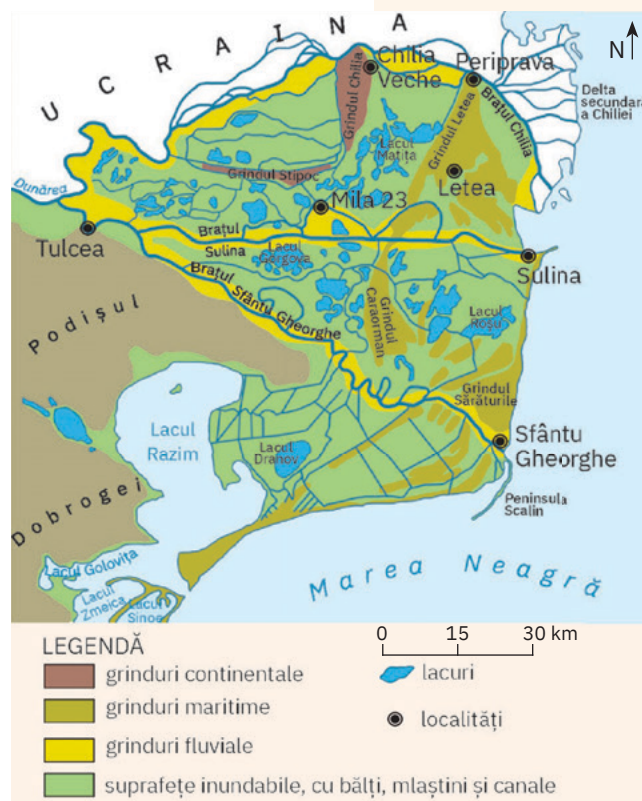 UCRAINA
N
Chilia
Veche
Periprava
Delta
secundară
a Chiliei
Brațul Chilia
Grindul Chilia
Grindul Letea
Lacul
Matița
Grindul Stipoc
Letea
Mila 23
Dunărea
Tulcea
Brațul
Sulina
Lacul
Gorgova
Sulina
Brațul Sfântu Gheorghe
Grindul
Caraorman
Lacul
Roșu
Podișul
Dobrogei
Grindul
Sărăturile
Lacul
Razim
Lacul
Dranov
Sfântu
Gheorghe
Peninsula
Scalin
Lacul Golovița
Lacul
Zmeica
Lacul
Sinoe
Marea Neagră
LEGENDĂ
0 15 30 km
grinduri continentale
lacuri
grinduri maritime
localități
grinduri fluviale
suprafețe inundabile, cu bălți, mlaștini și canale